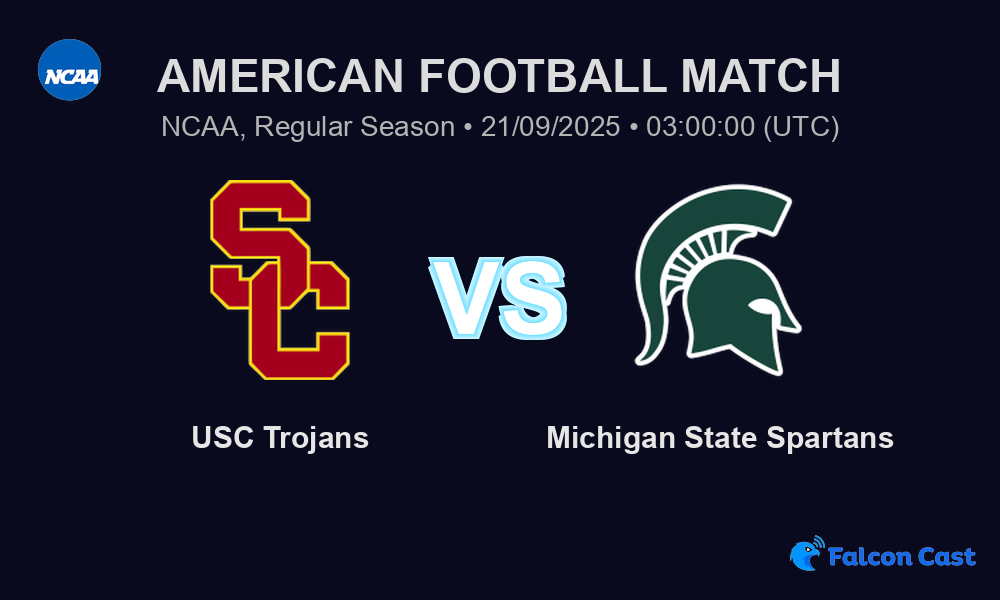 NCAA
AMERICAN FOOTBALL MATCH
NCAA, Regular Season • 21/09/2025 • 03:00:00 (UTC)
SC
VS
USC Trojans
Michigan State Spartans
Falcon Cast